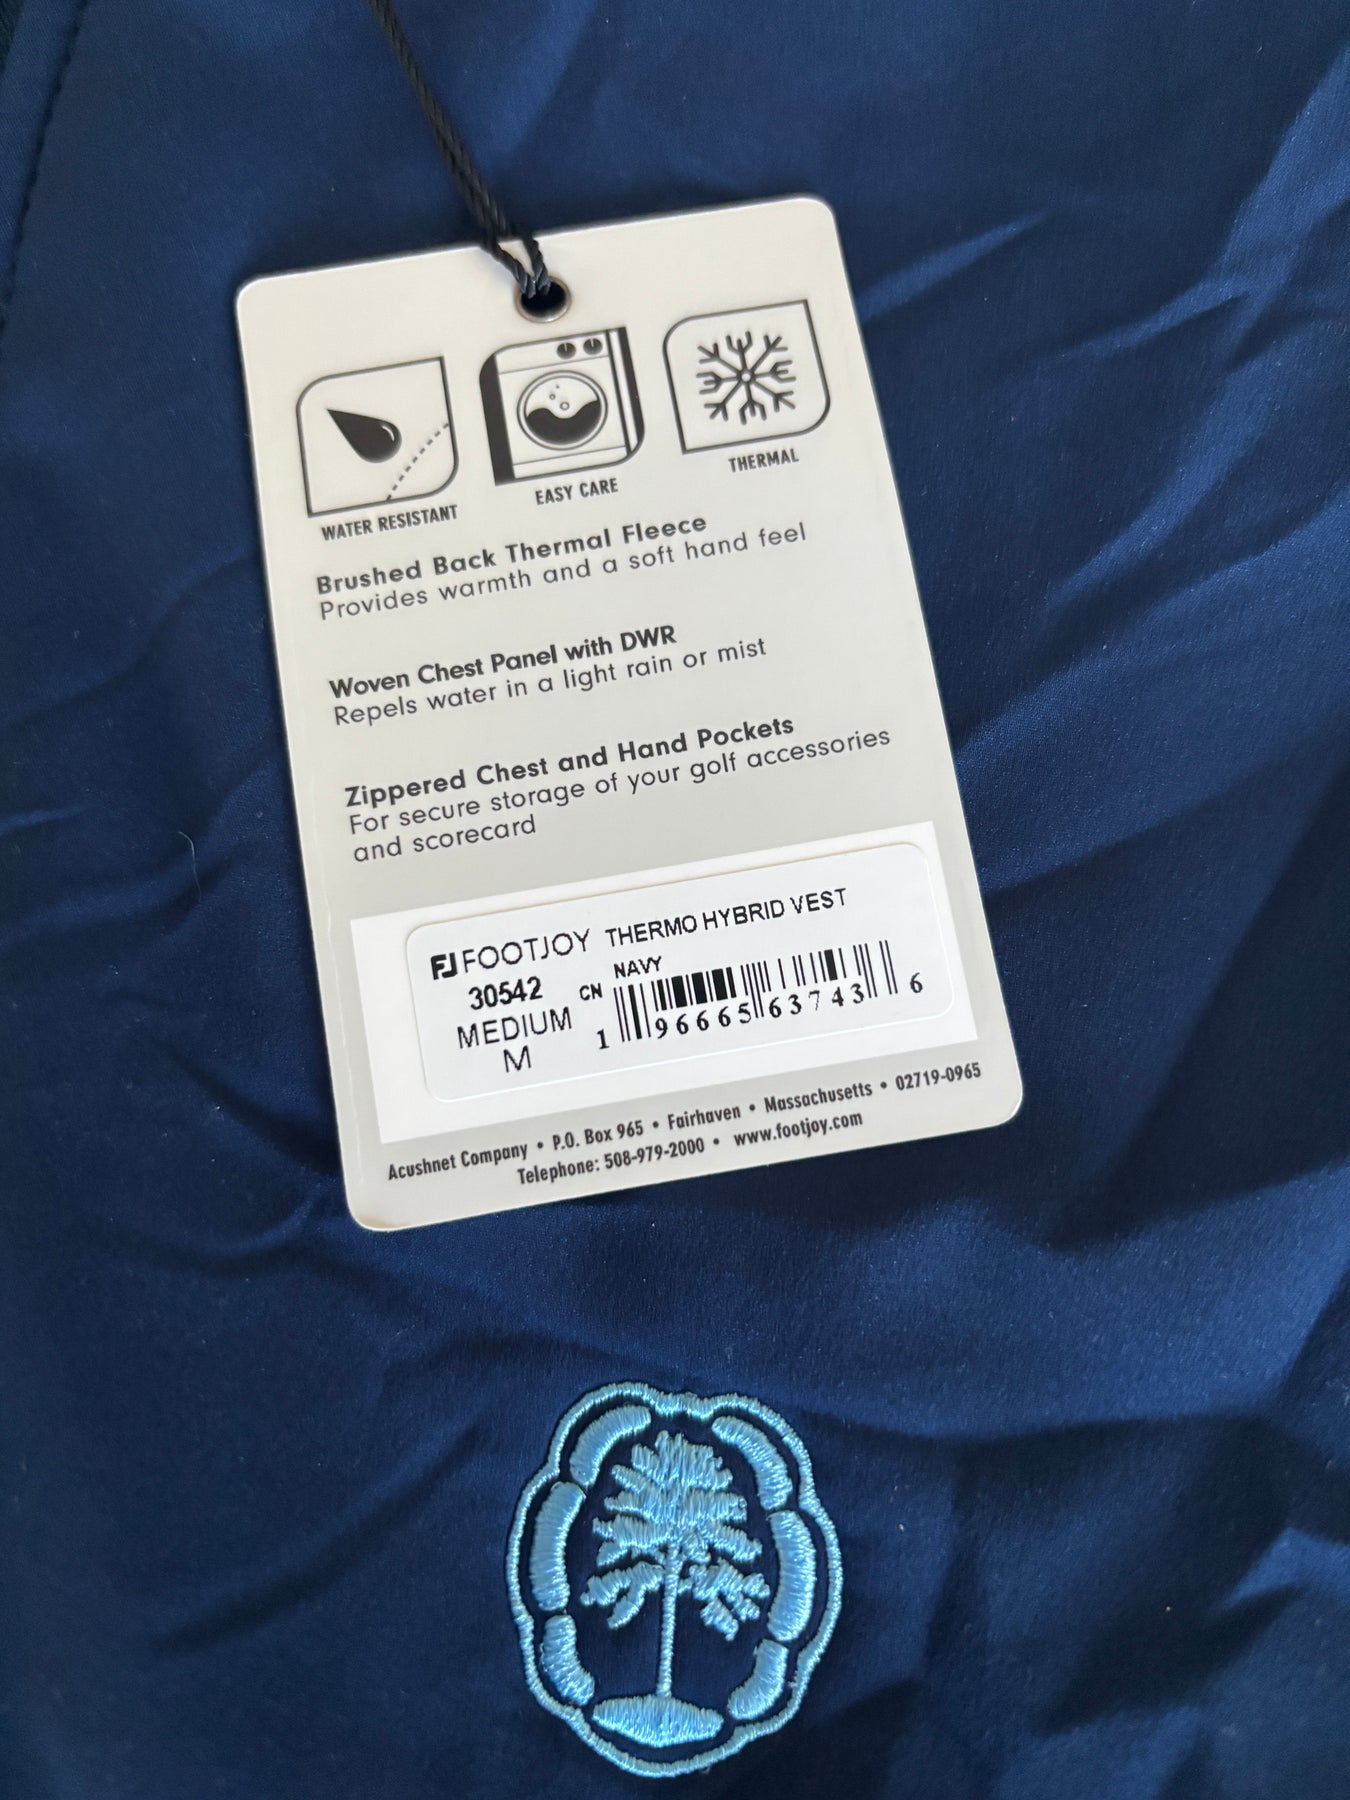 WATER RESISTANT
EASY CARE
THERMAL
Brushed Back Thermal Fleece
Provides warmth and a soft hand feel
Woven Chest Panel with DWR
Repels water in a light rain or mist
Zippered Chest and Hand Pockets
For secure storage of your golf accessories
and scorecard
FJ FOOTJOY THERMO HYBRID VEST
30542 CN NAVY
MEDIUM
M
1 96665 63743 6
Acushnet Company • P.O. Box 965 • Fairhaven • Massachusetts • 02719-0965
Telephone: 508-979-2000 • www.footjoy.com